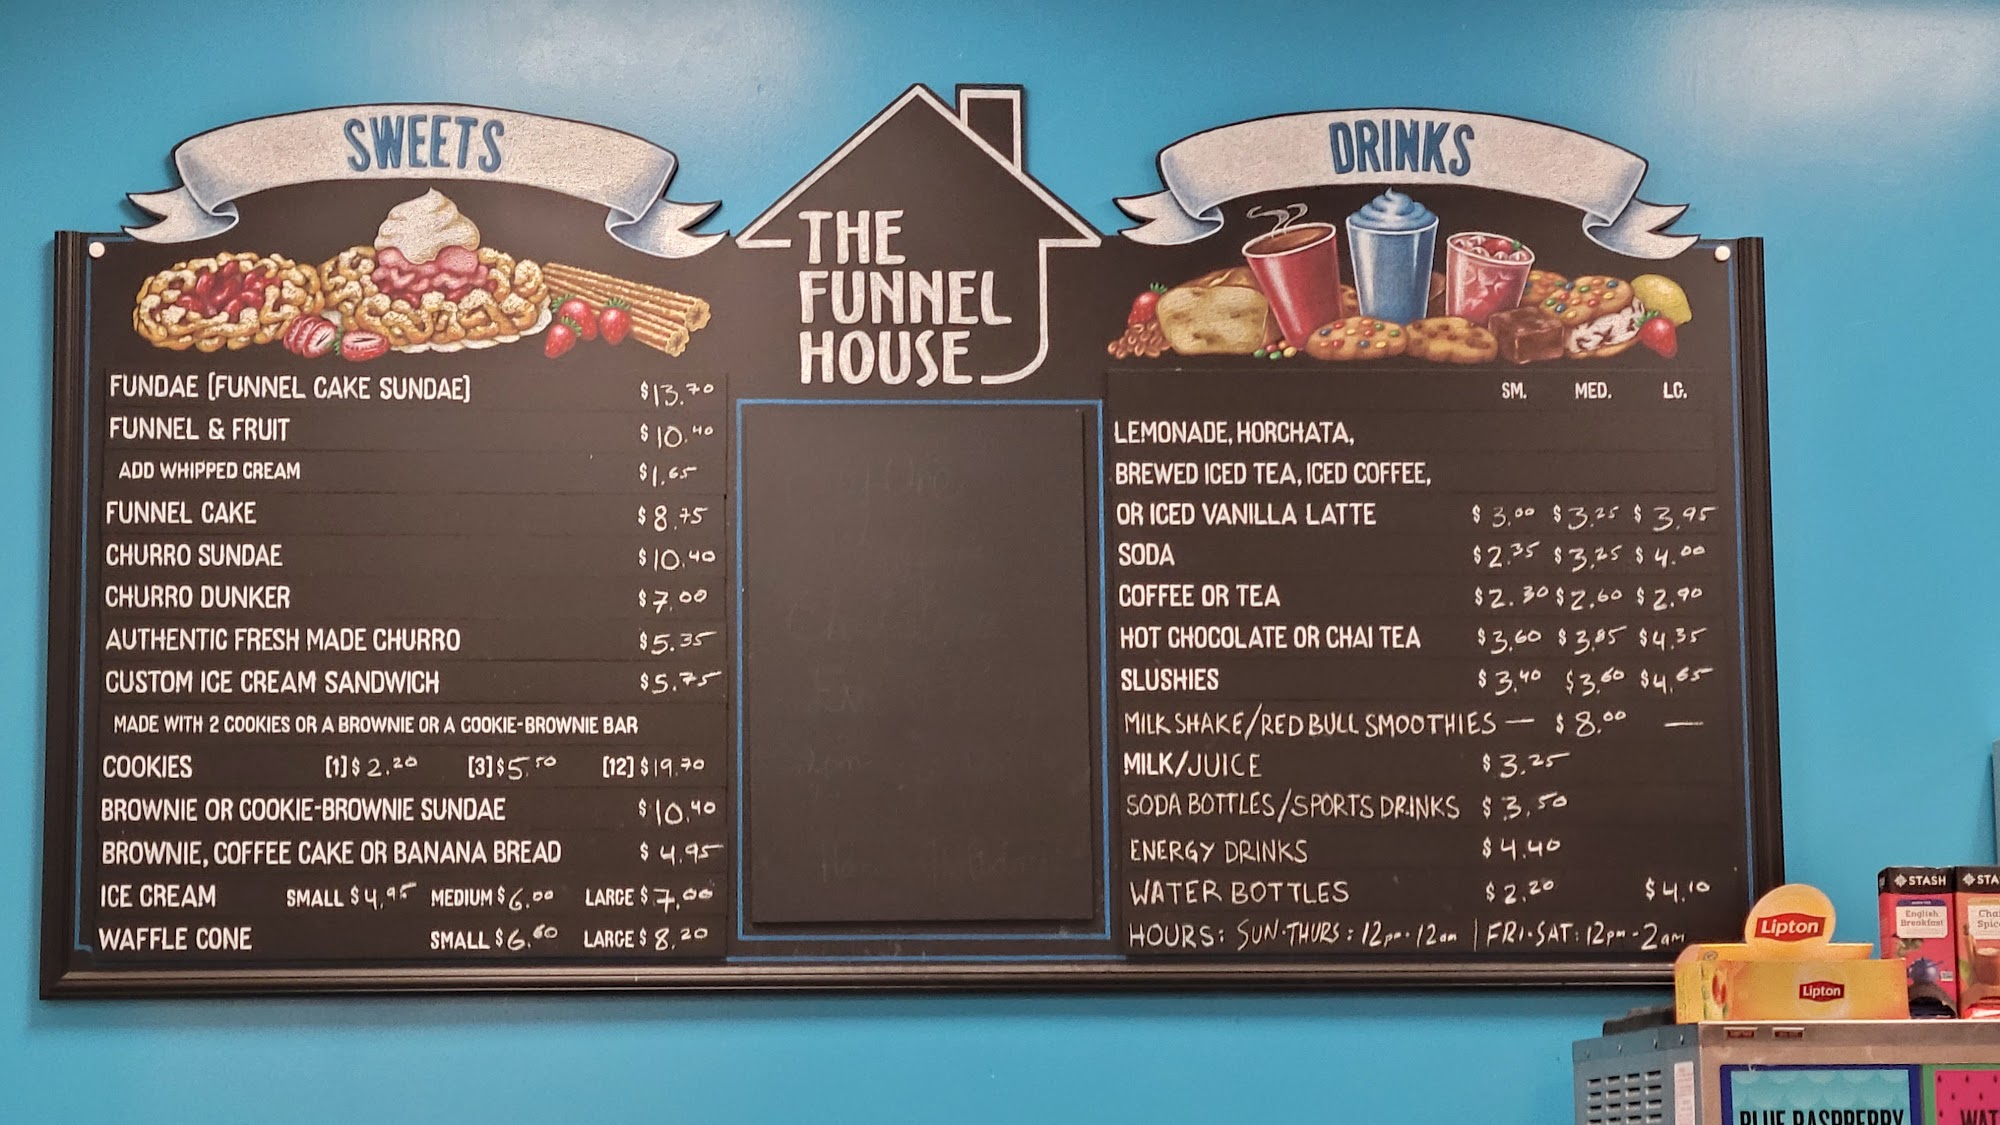 SWEETS
FUNDAE [FUNNEL CAKE SUNDAE] $13.70
FUNNEL & FRUIT $10.40
ADD WHIPPED CREAM $1.65
FUNNEL CAKE $8.75
CHURRO SUNDAE $10.40
CHURRO DUNKER $7.00
AUTHENTIC FRESH MADE CHURRO $5.35
CUSTOM ICE CREAM SANDWICH $5.75
MADE WITH 2 COOKIES OR A BROWNIE OR A COOKIE-BROWNIE BAR
COOKIES [1] $2.20 [3] $5.50 [12] $19.70
BROWNIE OR COOKIE-BROWNIE SUNDAE $10.40
BROWNIE, COFFEE CAKE OR BANANA BREAD $4.95
ICE CREAM SMALL $4.95 MEDIUM $6.00 LARGE $7.00
WAFFLE CONE SMALL $6.60 LARGE $8.20
THE
FUNNEL
HOUSE
DRINKS
SM. MED. LG.
LEMONADE, HORCHATA,
BREWED ICED TEA, ICED COFFEE,
OR ICED VANILLA LATTE $3.00 $3.25 $3.95
SODA $2.35 $3.25 $4.00
COFFEE OR TEA $2.30 $2.60 $2.90
HOT CHOCOLATE OR CHAI TEA $3.60 $3.85 $4.35
SLUSHIES $3.40 $3.60 $4.65
MILKSHAKE/RED BULL SMOOTHIES — $8.00 —
MILK/JUICE $3.25
SODA BOTTLES/SPORTS DRINKS $3.50
ENERGY DRINKS $4.40
WATER BOTTLES $2.20 $4.10
HOURS: SUN-THURS: 12pm-12am | FRI-SAT: 12pm-2am
Lipton
Lipton
STASH
English
Breakfast
STA
Chai
Spice
BLUE RASPBERRY
WAT